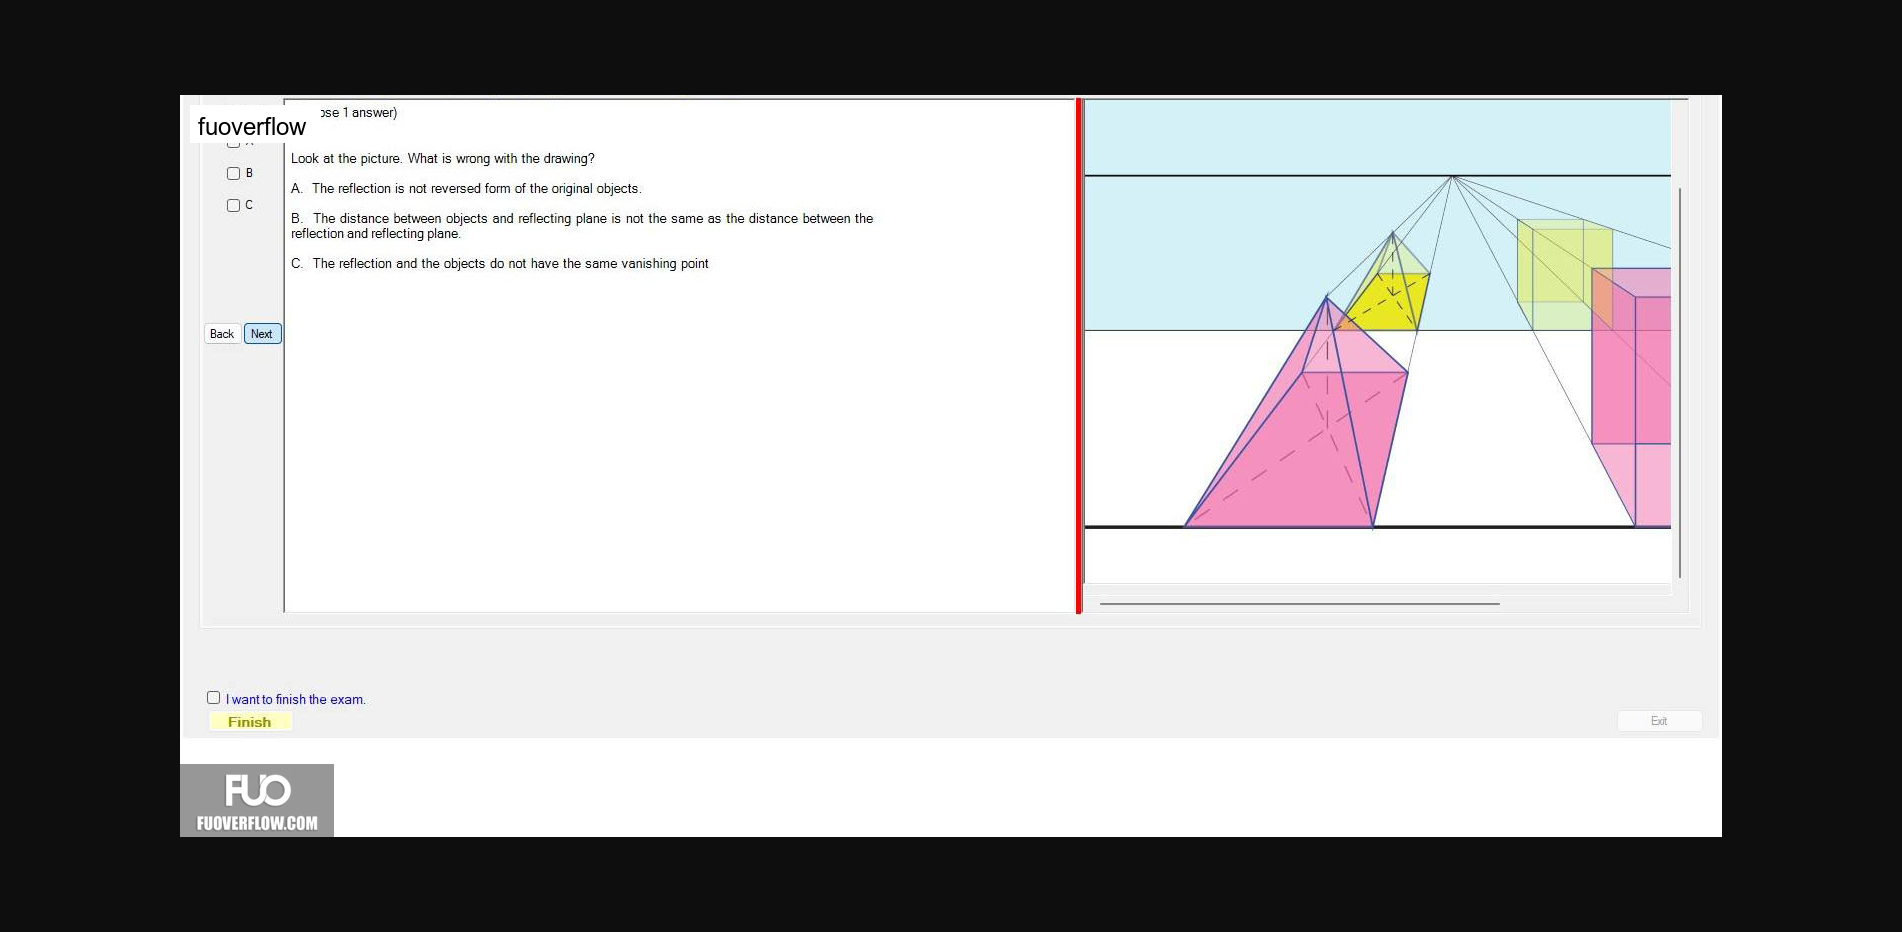 ose 1 answer)
fuoverflow
Look at the picture. What is wrong with the drawing?
B
A. The reflection is not reversed form of the original objects.
C
B. The distance between objects and reflecting plane is not the same as the distance between the
reflection and reflecting plane.
C. The reflection and the objects do not have the same vanishing point
Back Next
I want to finish the exam.
Finish
Exit
FUO
FUOVERFLOW.COM